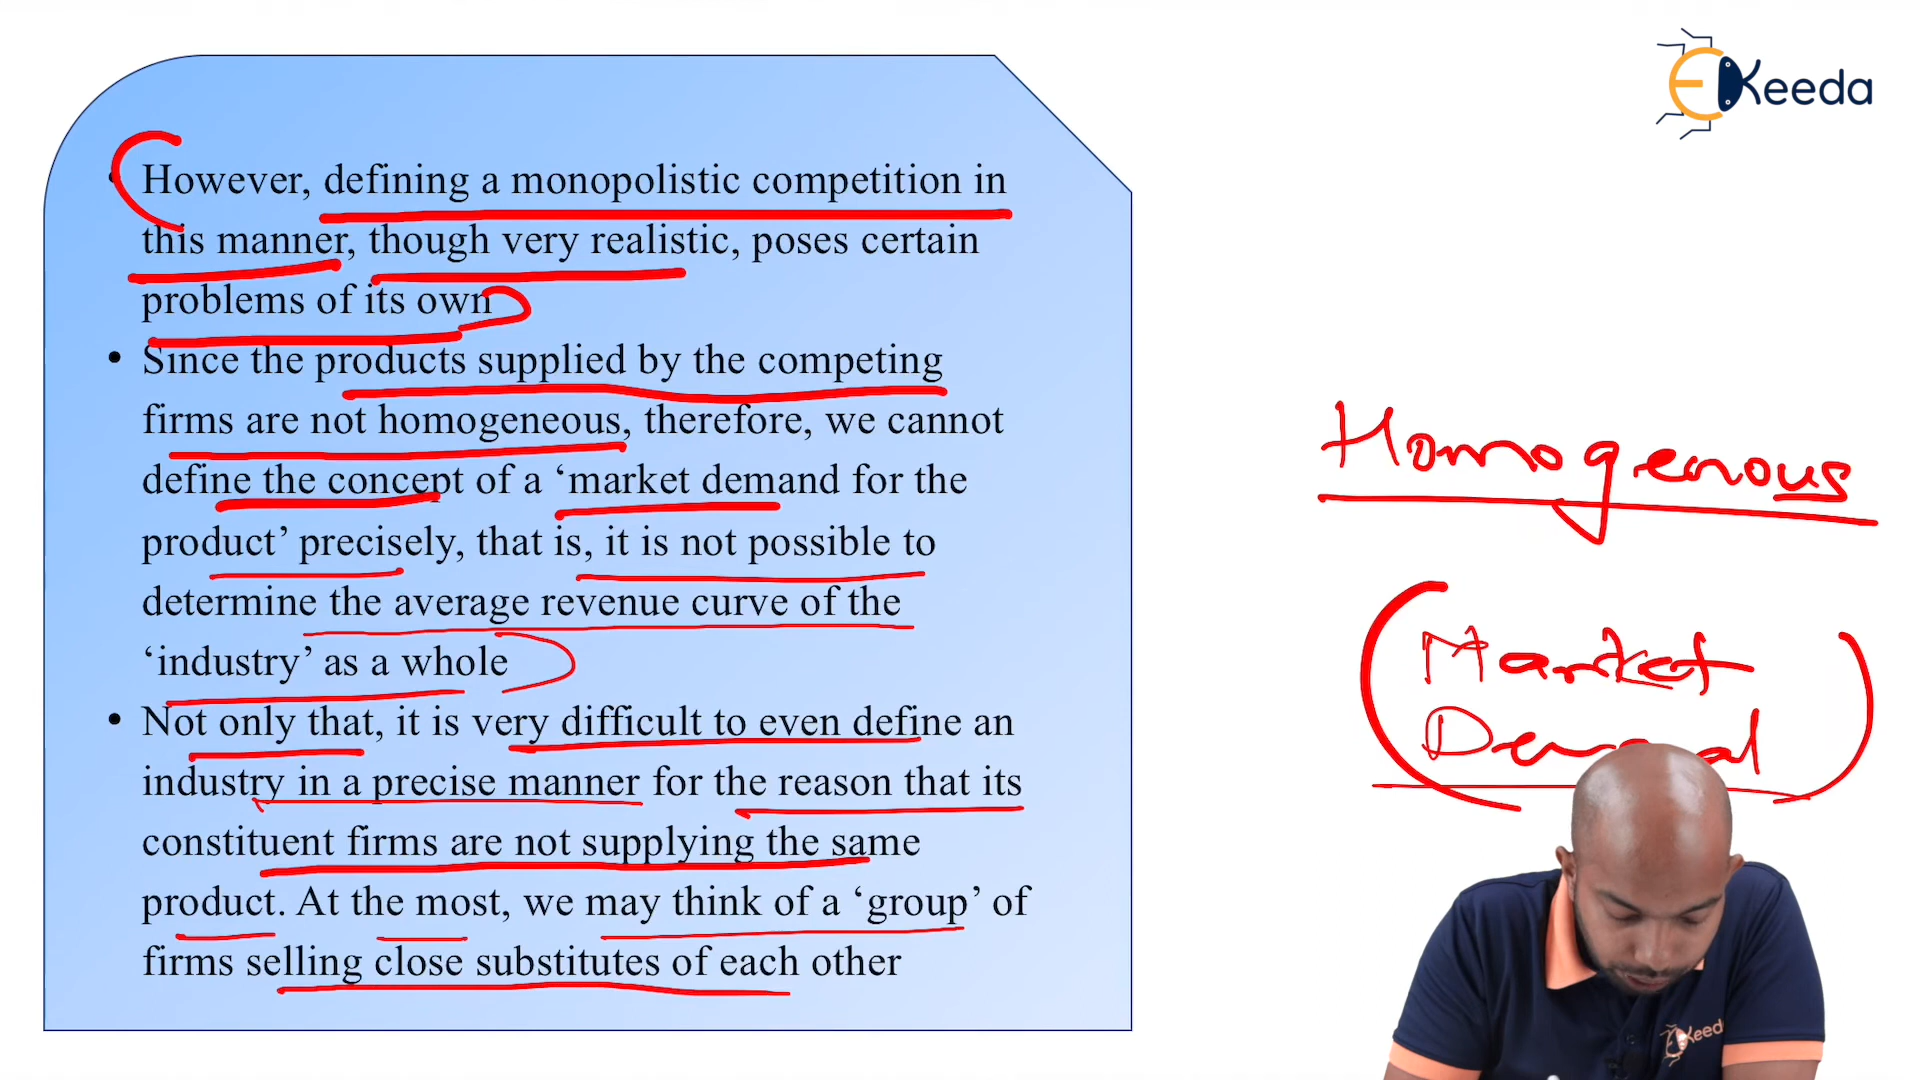 EKeeda
• However, defining a monopolistic competition in
this manner, though very realistic, poses certain
problems of its own
• Since the products supplied by the competing
firms are not homogeneous, therefore, we cannot
define the concept of a ‘market demand for the
product’ precisely, that is, it is not possible to
determine the average revenue curve of the
‘industry’ as a whole
• Not only that, it is very difficult to even define an
industry in a precise manner for the reason that its
constituent firms are not supplying the same
product. At the most, we may think of a ‘group’ of
firms selling close substitutes of each other
Homogenous
Market
Demand
EKeeda